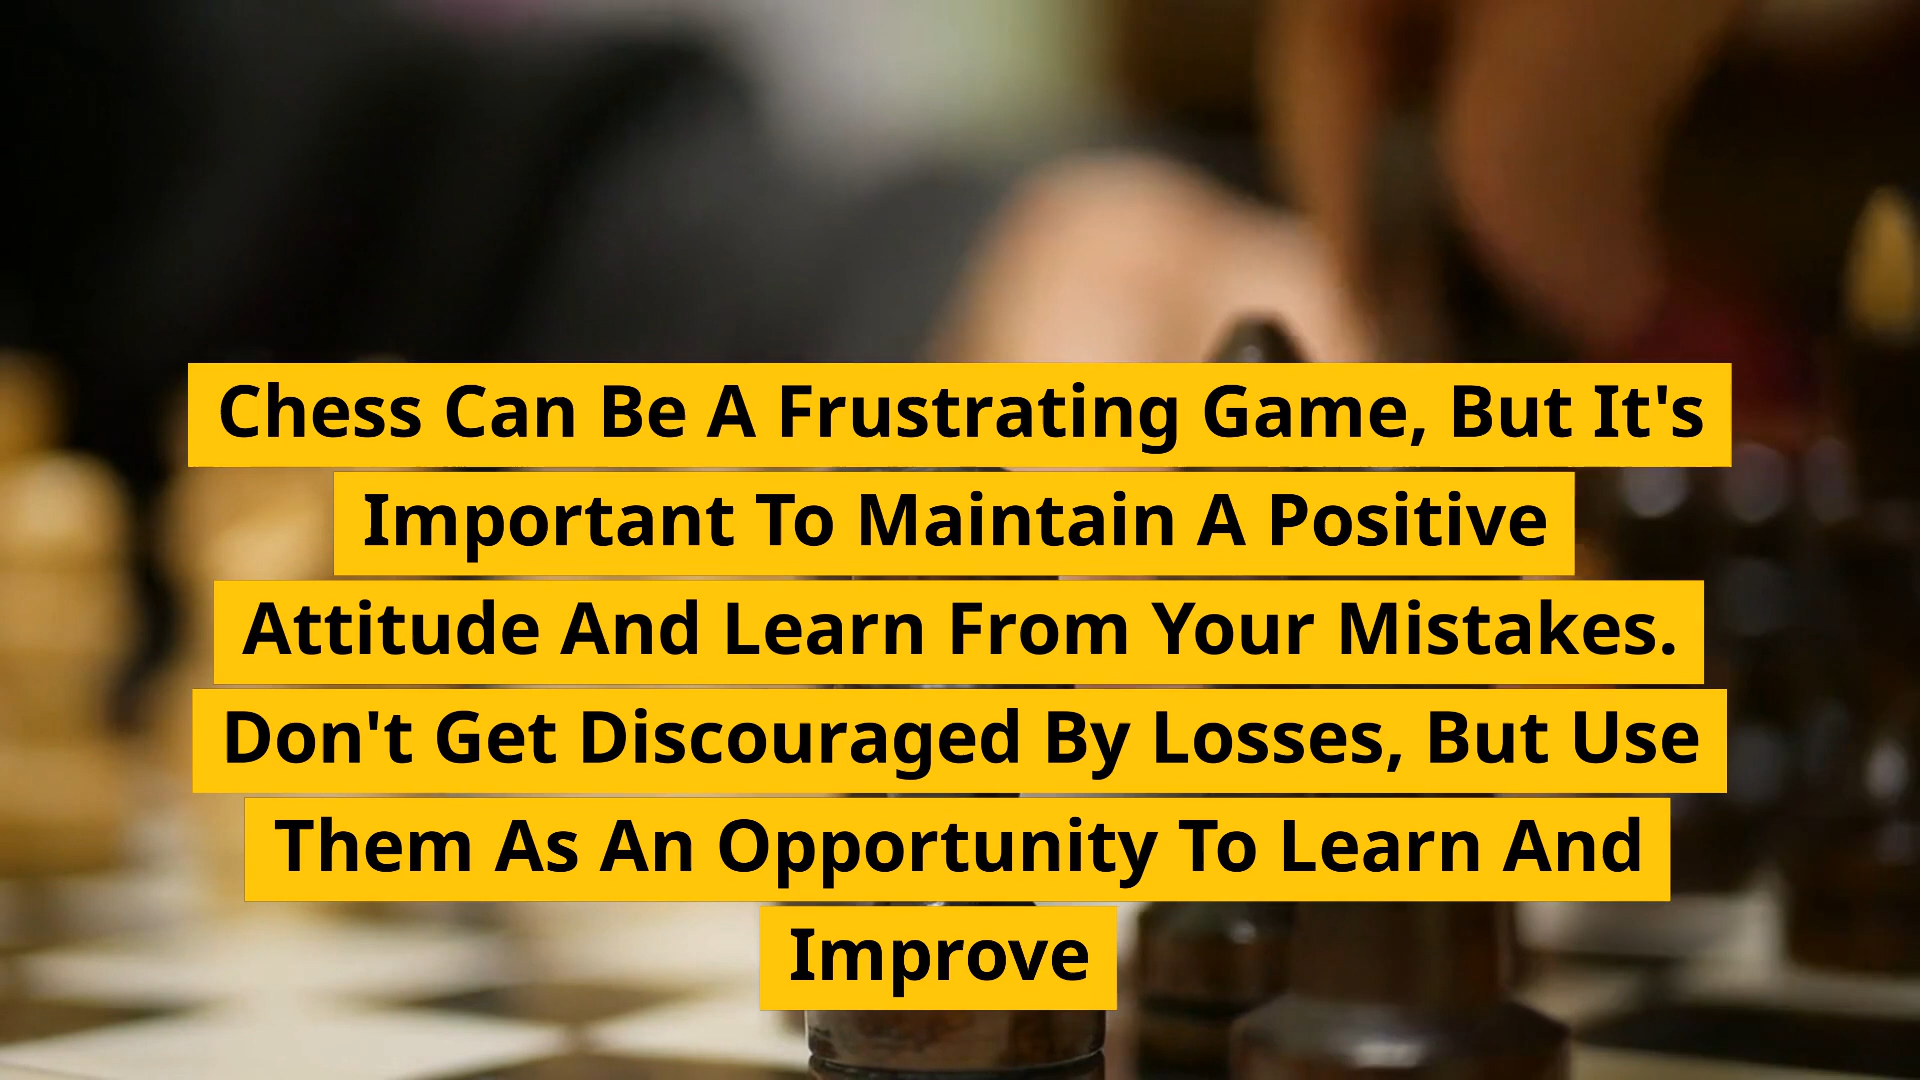 Chess Can Be A Frustrating Game, But It's
Important To Maintain A Positive
Attitude And Learn From Your Mistakes.
Don't Get Discouraged By Losses, But Use
Them As An Opportunity To Learn And
Improve